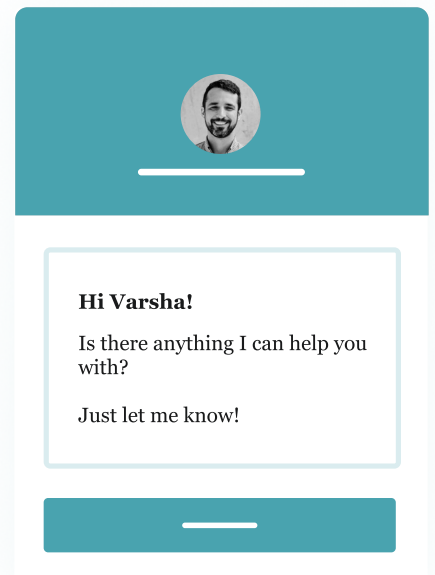 Hi Varsha!
Is there anything I can help you
with?
Just let me know!